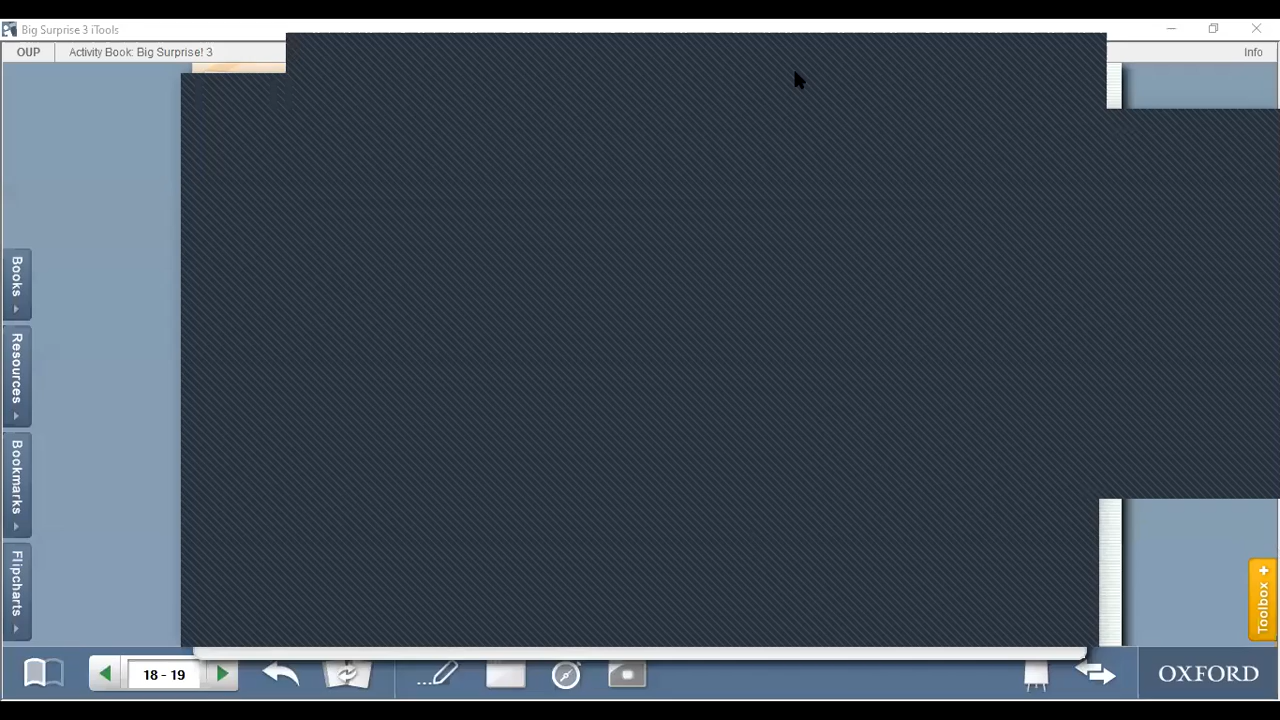 Big Surprise 3 iTools
OUP
Activity Book: Big Surprise! 3
Info
Books
Resources
Bookmarks
Flipcharts
Toolbox +
18 - 19
OXFORD